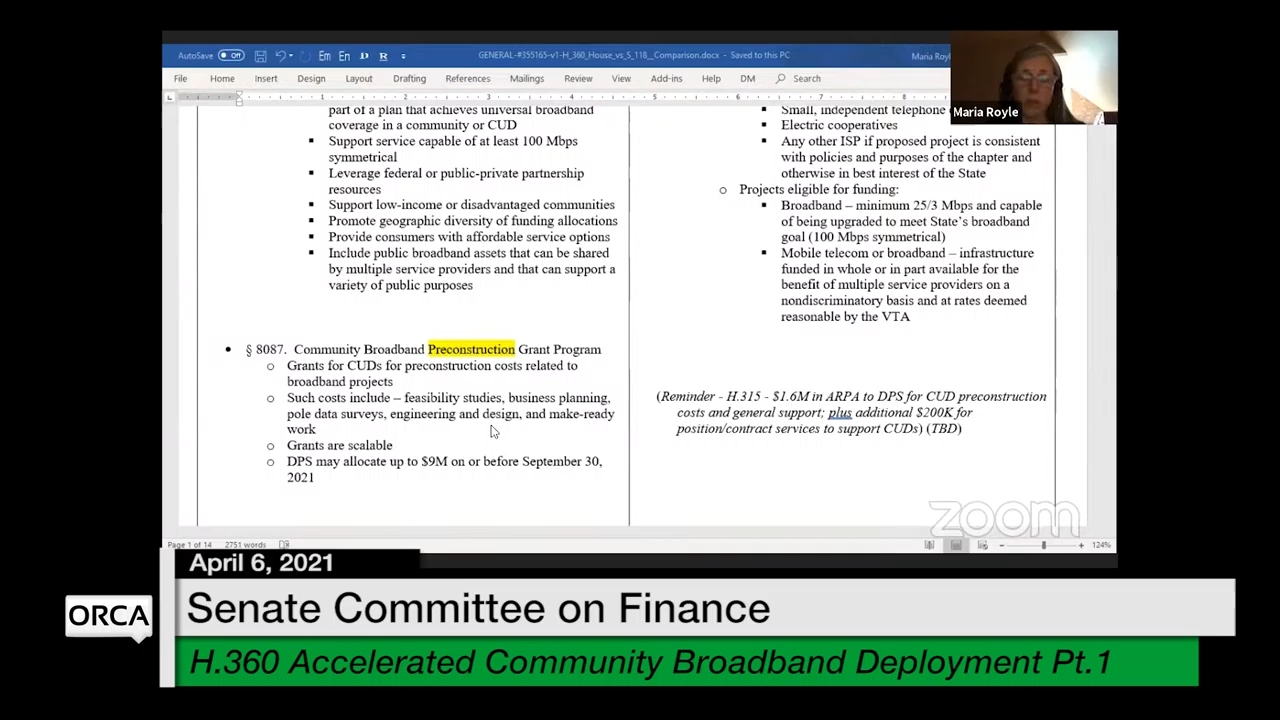 AutoSave Off
GENERAL-#355165-v1-H_360_House_vs_S_118__Comparison.docx - Saved to this PC
Maria Roy
File Home Insert Design Layout Drafting References Mailings Review View Add-ins Help DM Search
Maria Royle
part of a plan that achieves universal broadband
coverage in a community or CUD
▪ Support service capable of at least 100 Mbps
symmetrical
▪ Leverage federal or public-private partnership
resources
▪ Support low-income or disadvantaged communities
▪ Promote geographic diversity of funding allocations
▪ Provide consumers with affordable service options
▪ Include public broadband assets that can be shared
by multiple service providers and that can support a
variety of public purposes
• § 8087. Community Broadband Preconstruction Grant Program
o Grants for CUDs for preconstruction costs related to
broadband projects
o Such costs include – feasibility studies, business planning,
pole data surveys, engineering and design, and make-ready
work
o Grants are scalable
o DPS may allocate up to $9M on or before September 30,
2021
▪ Small, independent telephone
▪ Electric cooperatives
▪ Any other ISP if proposed project is consistent
with policies and purposes of the chapter and
otherwise in best interest of the State
o Projects eligible for funding:
▪ Broadband – minimum 25/3 Mbps and capable
of being upgraded to meet State's broadband
goal (100 Mbps symmetrical)
▪ Mobile telecom or broadband – infrastructure
funded in whole or in part available for the
benefit of multiple service providers on a
nondiscriminatory basis and at rates deemed
reasonable by the VTA
(Reminder - H.315 - $1.6M in ARPA to DPS for CUD preconstruction
costs and general support; plus additional $200K for
position/contract services to support CUDs) (TBD)
zoom
Page 1 of 14 2751 words
124%
April 6, 2021
ORCA
Senate Committee on Finance
H.360 Accelerated Community Broadband Deployment Pt.1